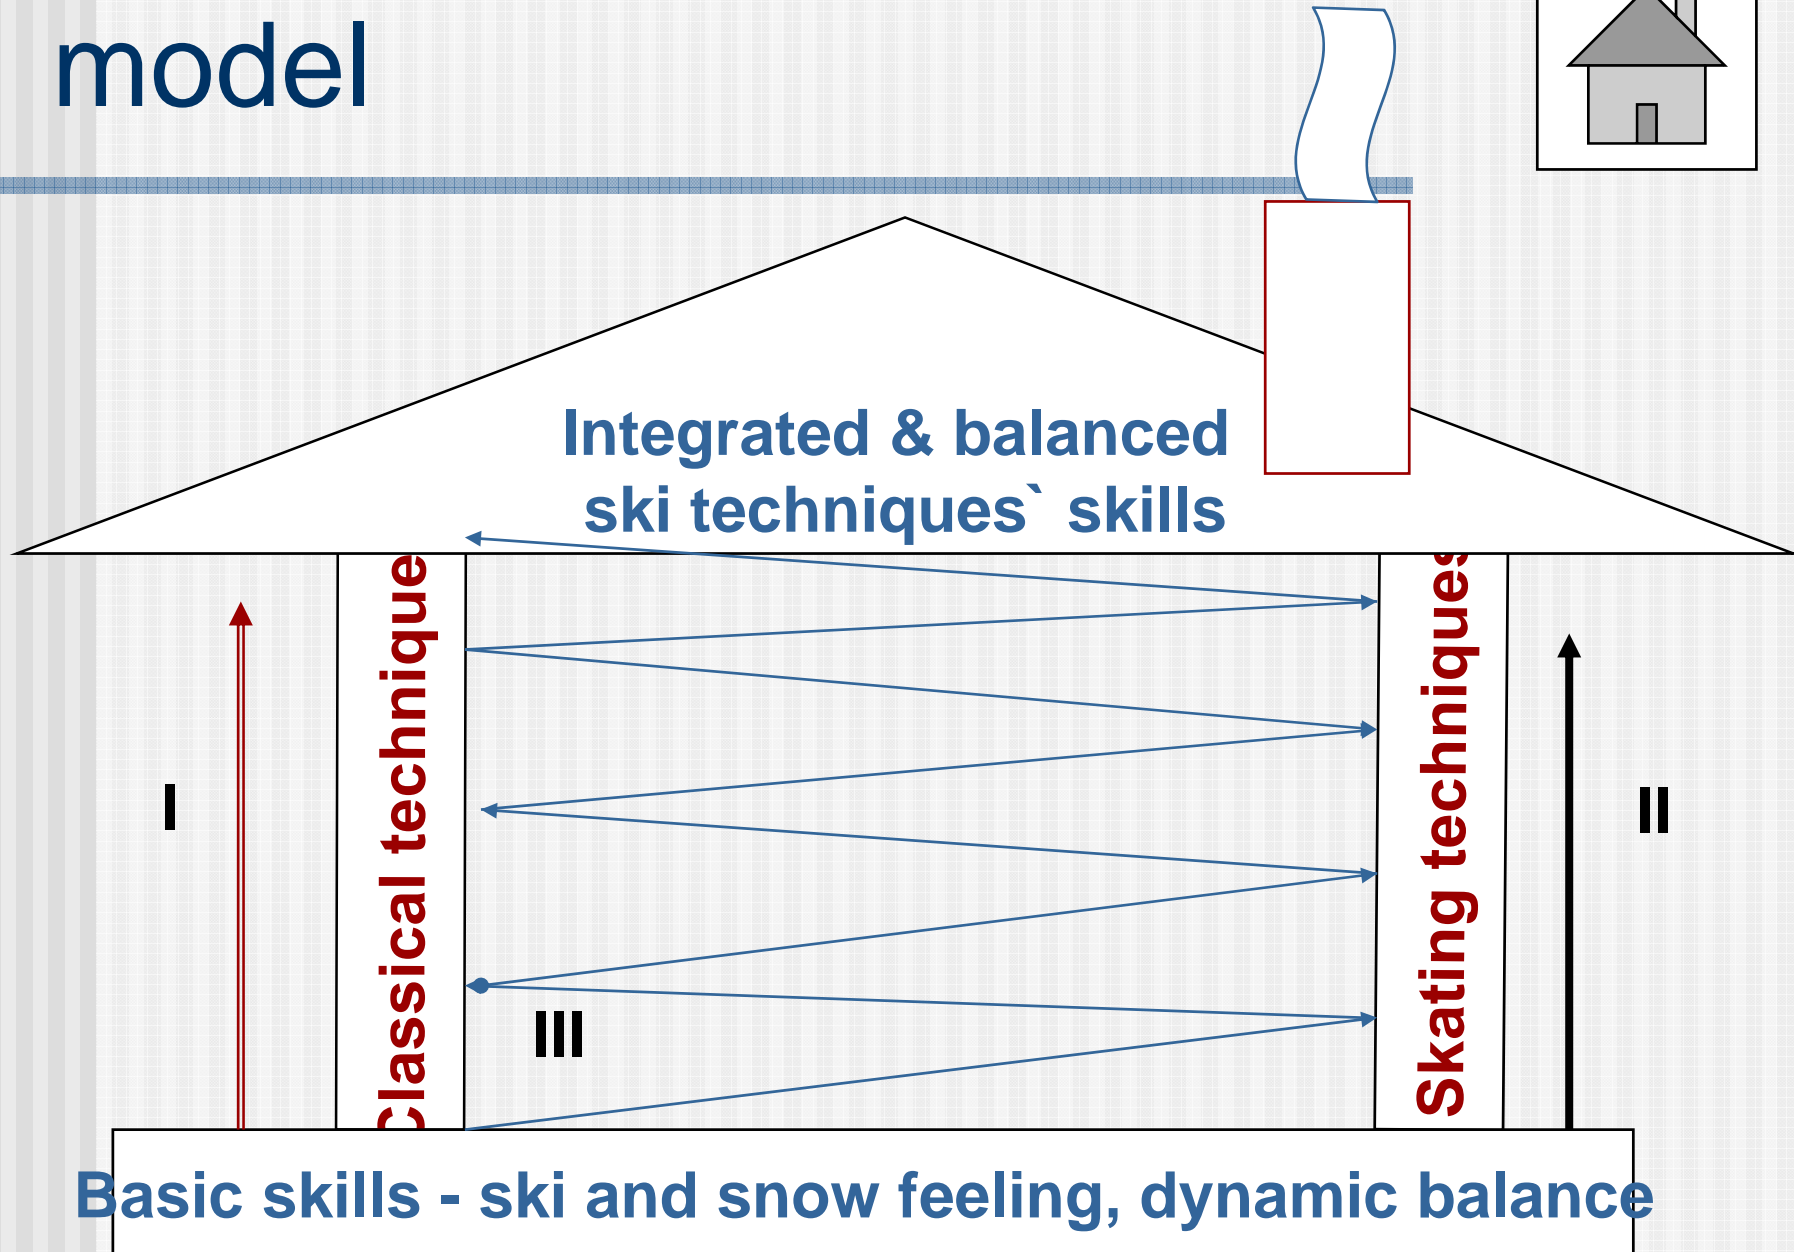 model
Integrated & balanced
ski techniques` skills
Classical technique
Skating techniques
I
II
III
Basic skills - ski and snow feeling, dynamic balance